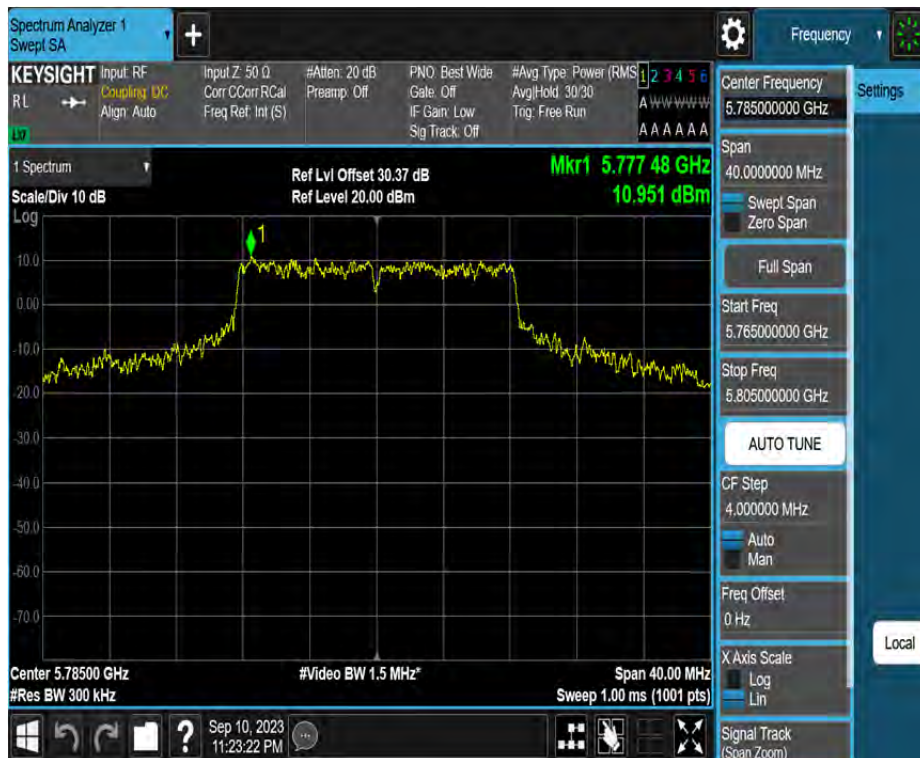 Spectrum Analyzer 1
Swept SA
Frequency
KEYSIGHT
RL
LXI
Input: RF
Coupling: DC
Align: Auto
Input Z: 50 Ω
Corr CCorr RCal
Freq Ref: Int (S)
#Atten: 20 dB
Preamp: Off
PNO: Best Wide
Gate: Off
IF Gain: Low
Sig Track: Off
#Avg Type: Power (RMS
Avg|Hold: 30/30
Trig: Free Run
1 2 3 4 5 6
A W W W W W
A A A A A A
1 Spectrum
Scale/Div 10 dB
Log
Ref Lvl Offset 30.37 dB
Ref Level 20.00 dBm
Mkr1 5.777 48 GHz
10.951 dBm
1
10.0
0.00
-10.0
-20.0
-30.0
-40.0
-50.0
-60.0
-70.0
Center 5.78500 GHz
#Video BW 1.5 MHz*
Span 40.00 MHz
#Res BW 300 kHz
Sweep 1.00 ms (1001 pts)
?
Sep 10, 2023
11:23:22 PM
Center Frequency
5.785000000 GHz
Span
40.0000000 MHz
Swept Span
Zero Span
Full Span
Start Freq
5.765000000 GHz
Stop Freq
5.805000000 GHz
AUTO TUNE
CF Step
4.000000 MHz
Auto
Man
Freq Offset
0 Hz
X Axis Scale
Log
Lin
Signal Track
(Span Zoom)
Settings
Local